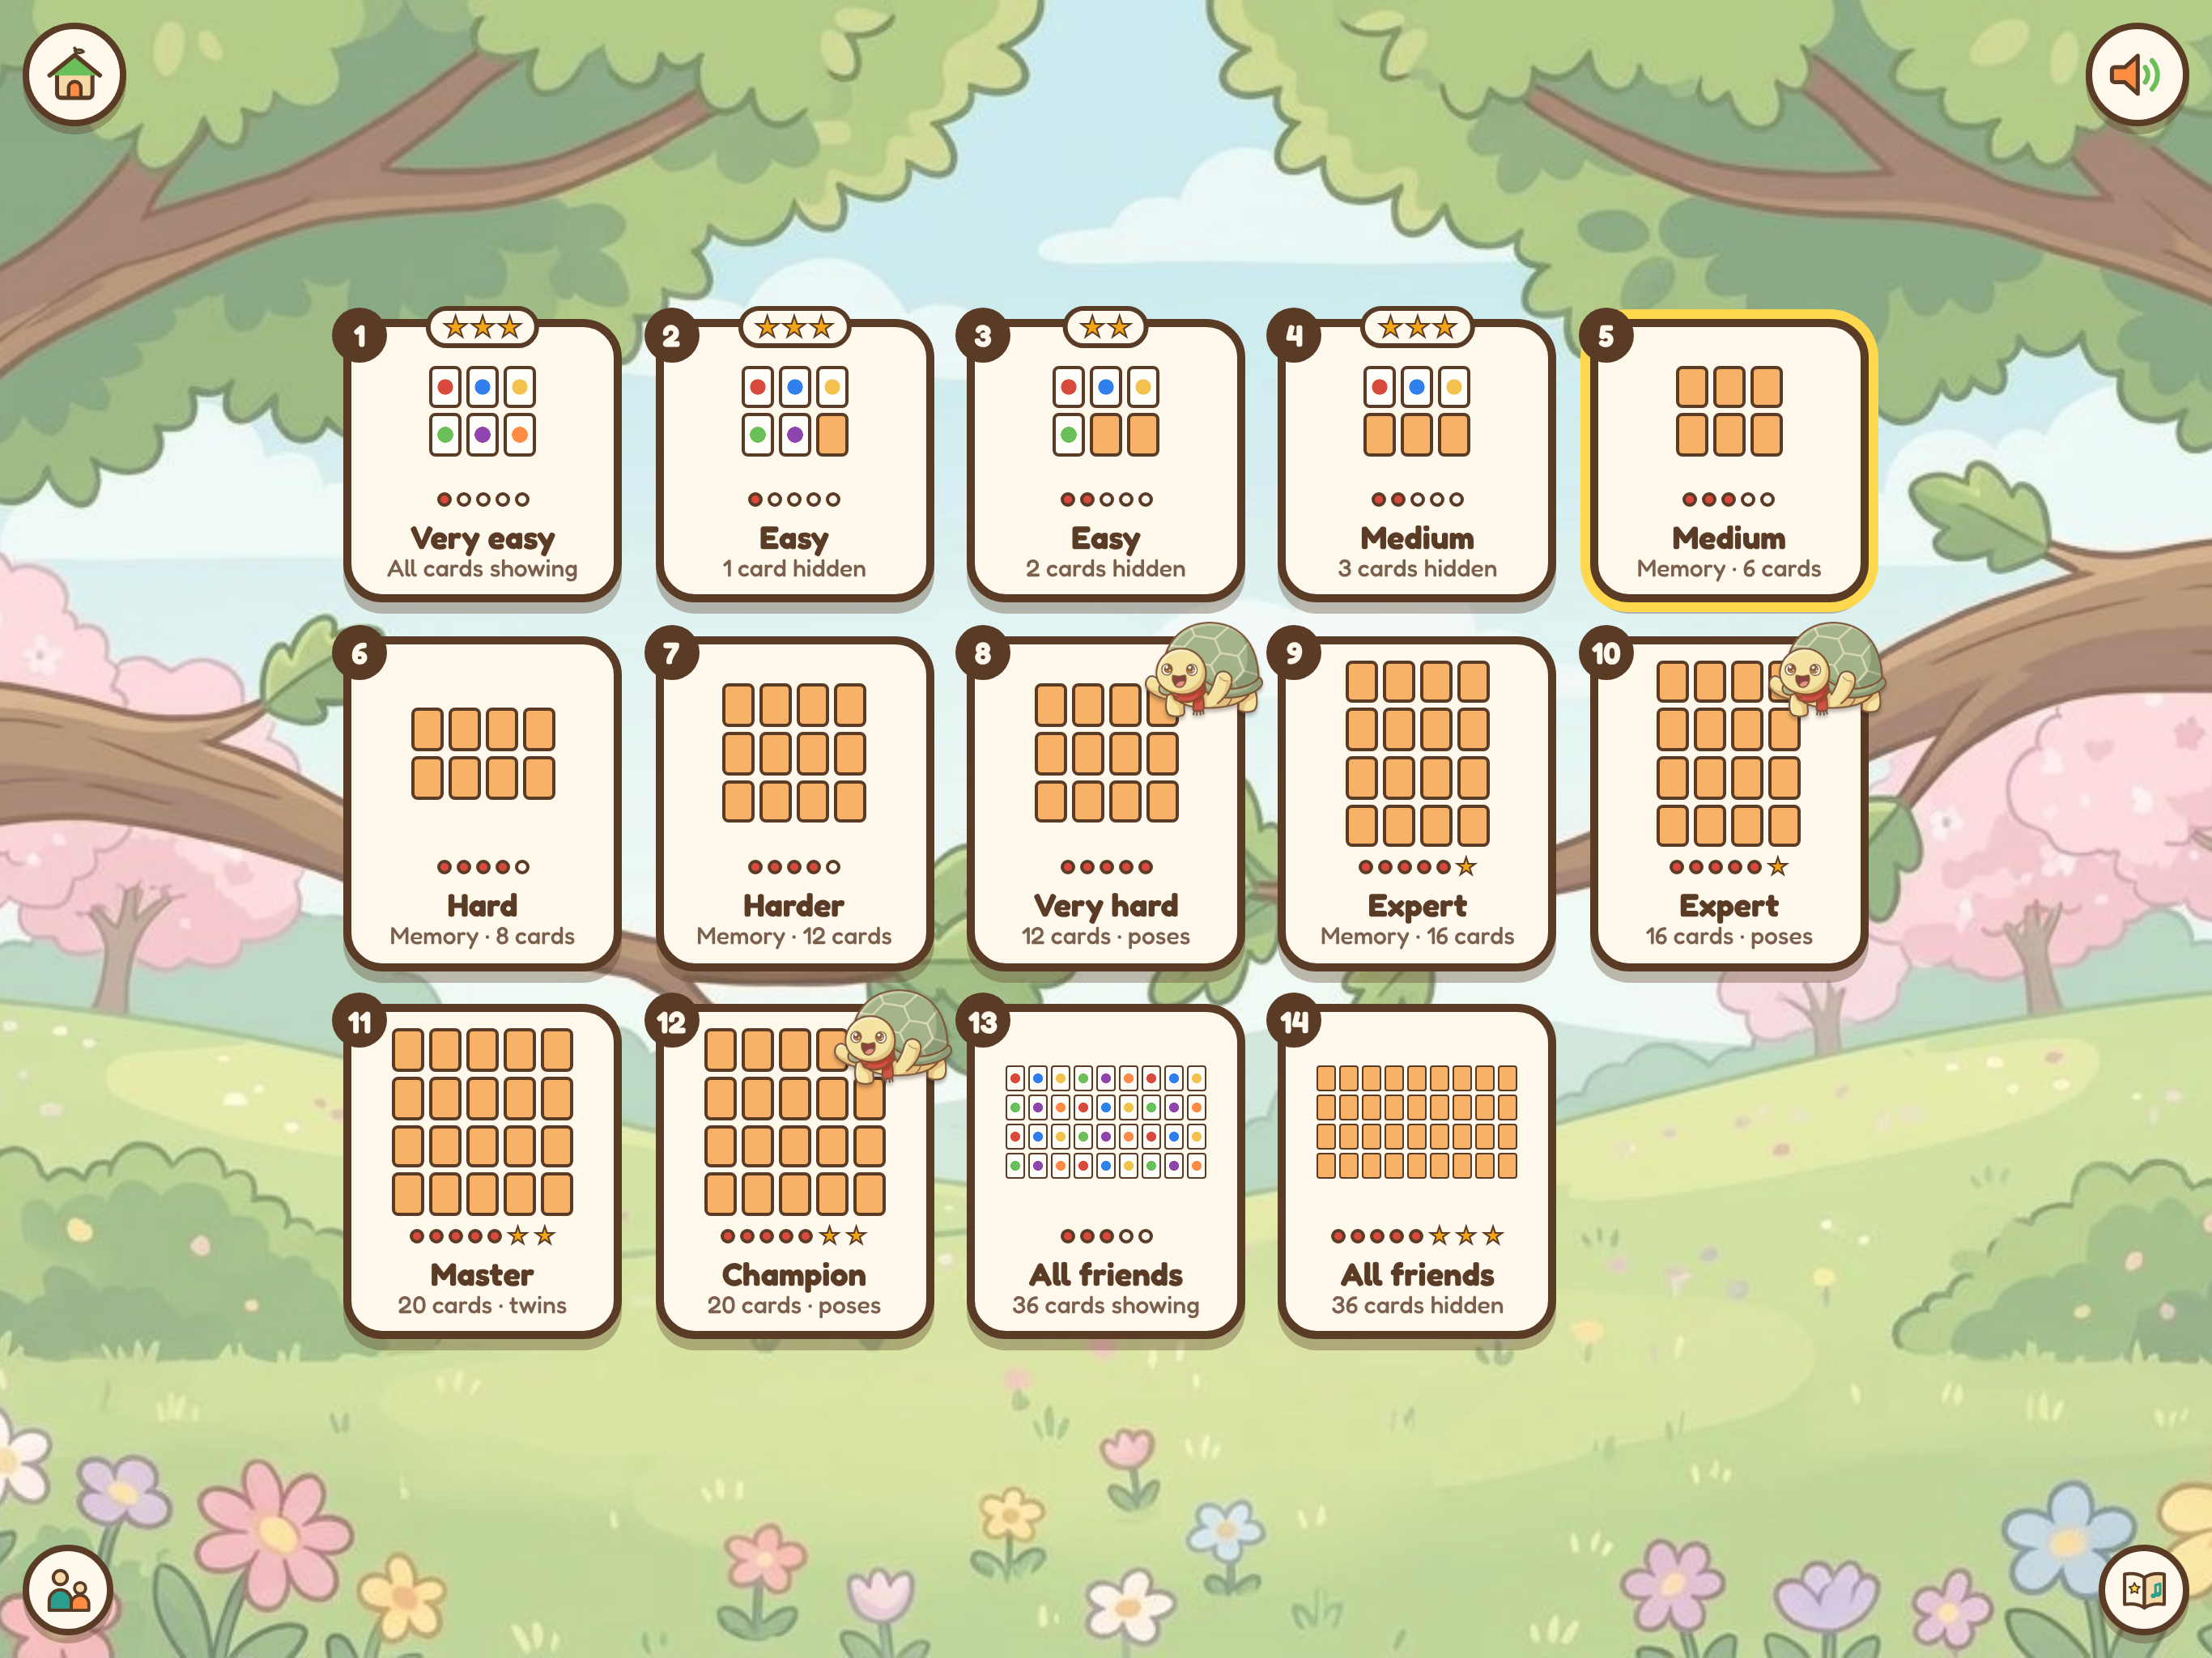 1
Very easy
All cards showing
2
Easy
1 card hidden
3
Easy
2 cards hidden
4
Medium
3 cards hidden
5
Medium
Memory · 6 cards
6
Hard
Memory · 8 cards
7
Harder
Memory · 12 cards
8
Very hard
12 cards · poses
9
Expert
Memory · 16 cards
10
Expert
16 cards · poses
11
Master
20 cards · twins
12
Champion
20 cards · poses
13
All friends
36 cards showing
14
All friends
36 cards hidden